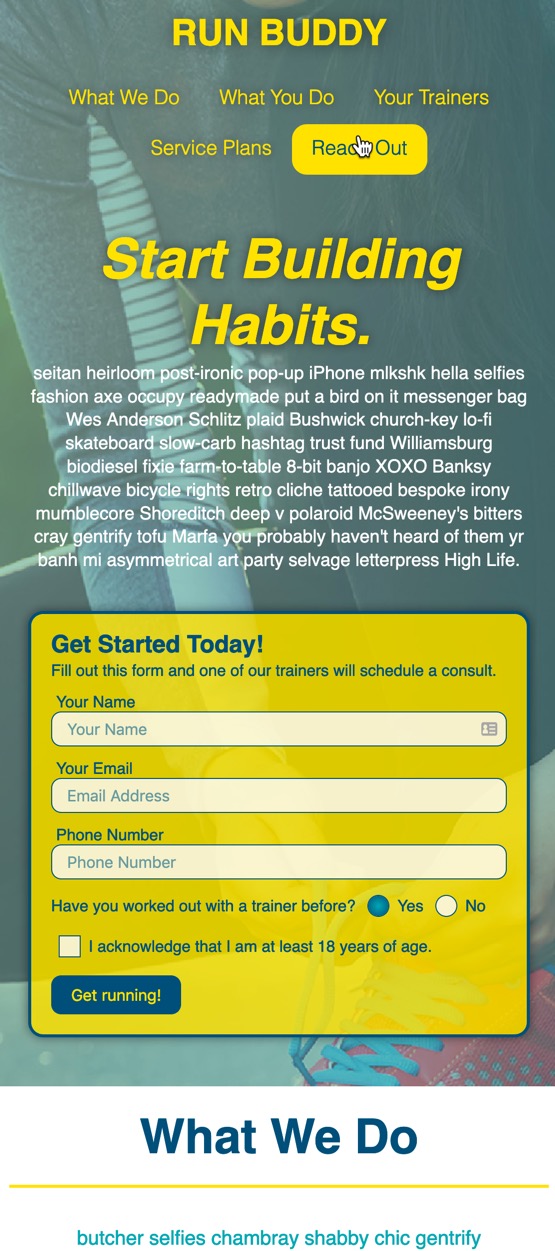 RUN BUDDY
What We Do What You Do Your Trainers
Service Plans Reach Out
Start Building
Habits.
seitan heirloom post-ironic pop-up iPhone mlkshk hella selfies
fashion axe occupy readymade put a bird on it messenger bag
Wes Anderson Schlitz plaid Bushwick church-key lo-fi
skateboard slow-carb hashtag trust fund Williamsburg
biodiesel fixie farm-to-table 8-bit banjo XOXO Banksy
chillwave bicycle rights retro cliche tattooed bespoke irony
mumblecore Shoreditch deep v polaroid McSweeney's bitters
cray gentrify tofu Marfa you probably haven't heard of them yr
banh mi asymmetrical art party selvage letterpress High Life.
Get Started Today!
Fill out this form and one of our trainers will schedule a consult.
Your Name
Your Name
Your Email
Email Address
Phone Number
Phone Number
Have you worked out with a trainer before? Yes No
I acknowledge that I am at least 18 years of age.
Get running!
What We Do
butcher selfies chambray shabby chic gentrify